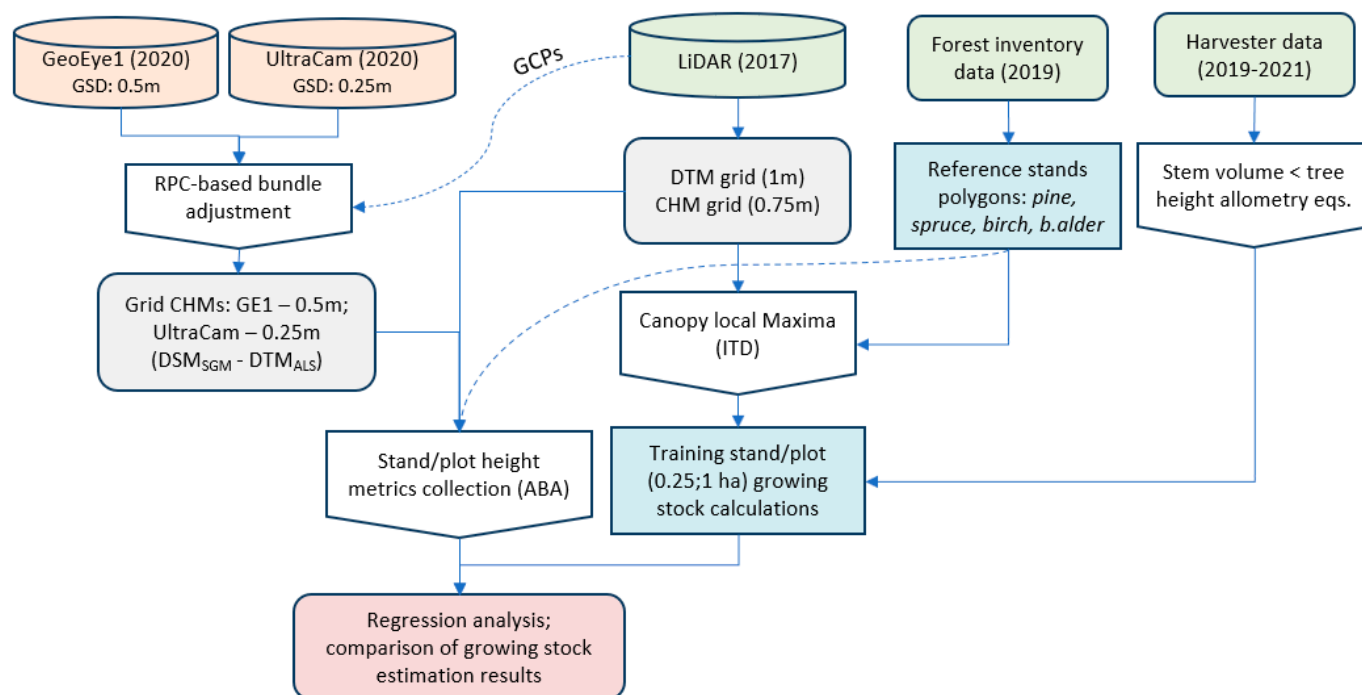 GeoEye1 (2020)
GSD: 0.5m
UltraCam (2020)
GSD: 0.25m
GCPs
LiDAR (2017)
Forest inventory
data (2019)
Harvester data
(2019-2021)
RPC-based bundle
adjustment
DTM grid (1m)
CHM grid (0.75m)
Reference stands
polygons: pine,
spruce, birch, b.alder
Stem volume < tree
height allometry eqs.
Grid CHMs: GE1 – 0.5m;
UltraCam – 0.25m
(DSMSGM - DTMALS)
Canopy local Maxima
(ITD)
Stand/plot height
metrics collection (ABA)
Training stand/plot
(0.25;1 ha) growing
stock calculations
Regression analysis;
comparison of growing stock
estimation results